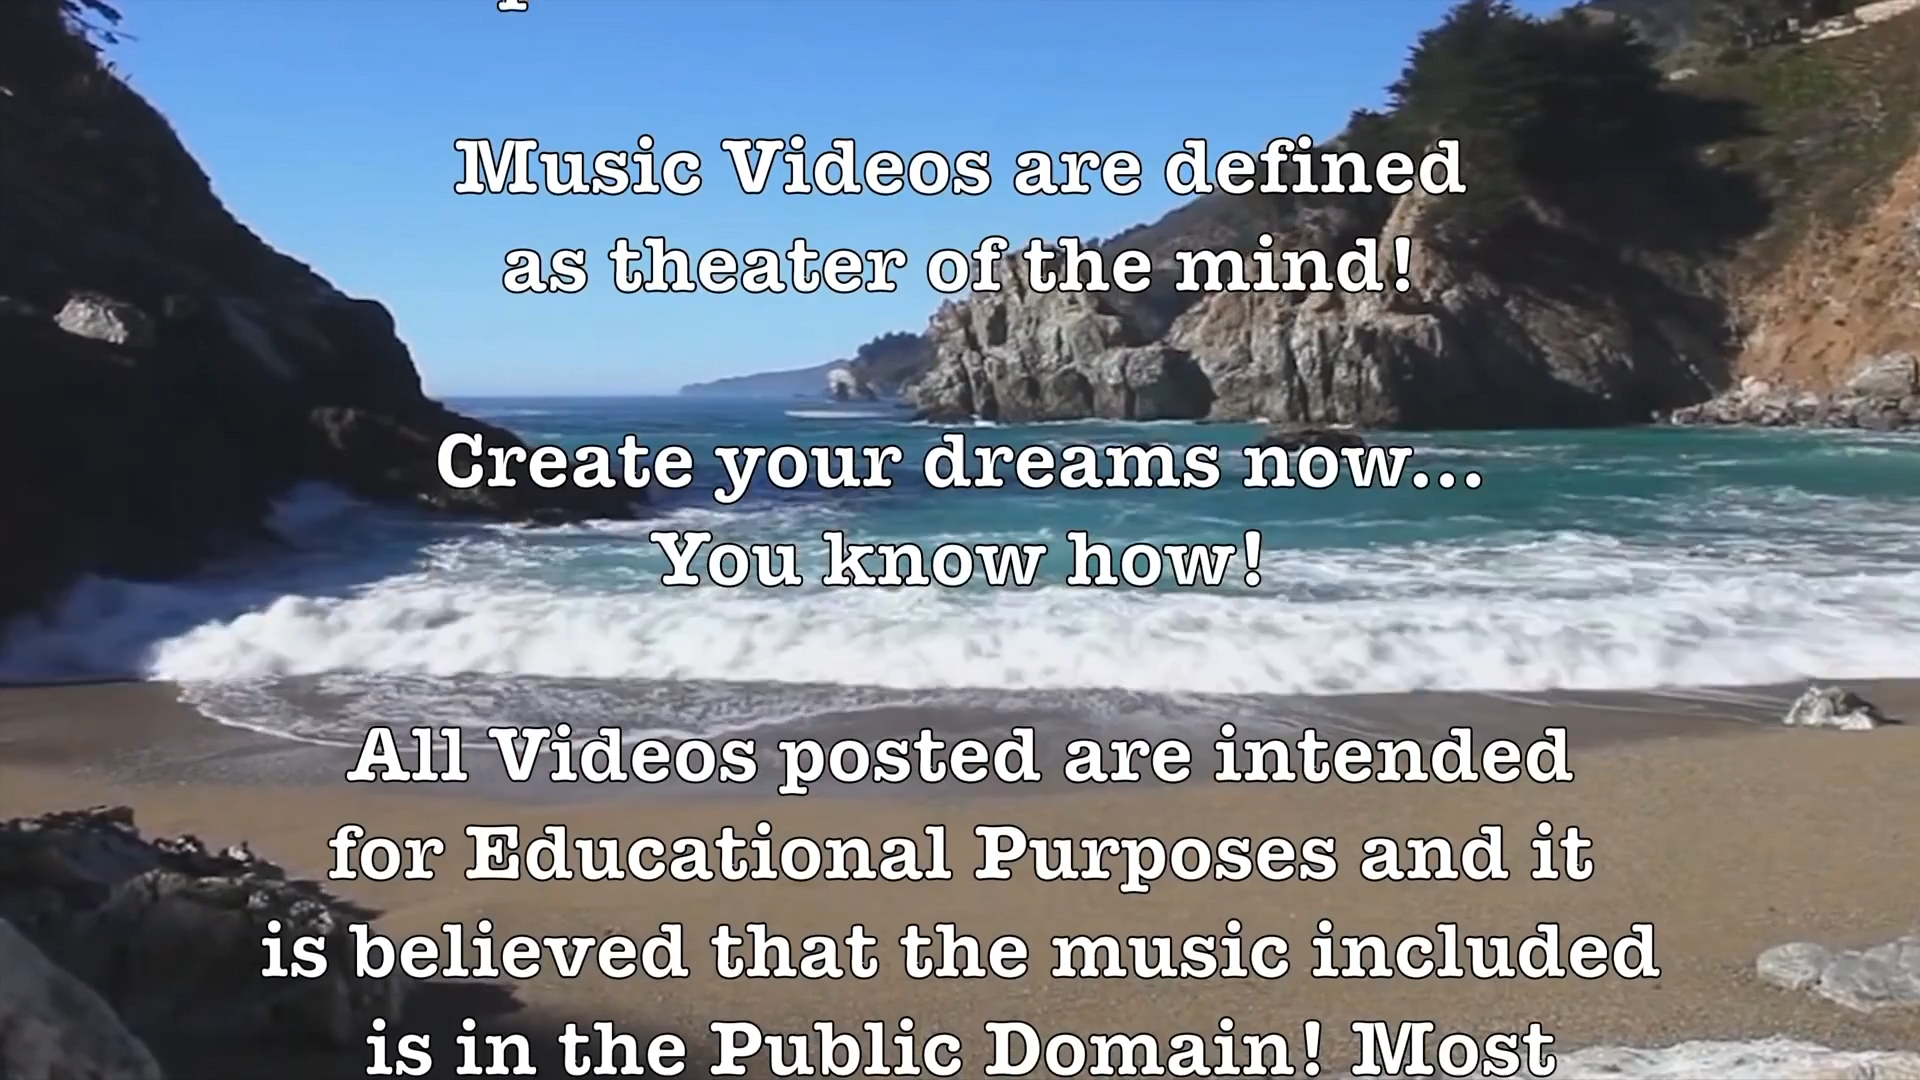 Music Videos are defined
as theater of the mind!
Create your dreams now...
You know how!
All Videos posted are intended
for Educational Purposes and it
is believed that the music included
is in the Public Domain! Most